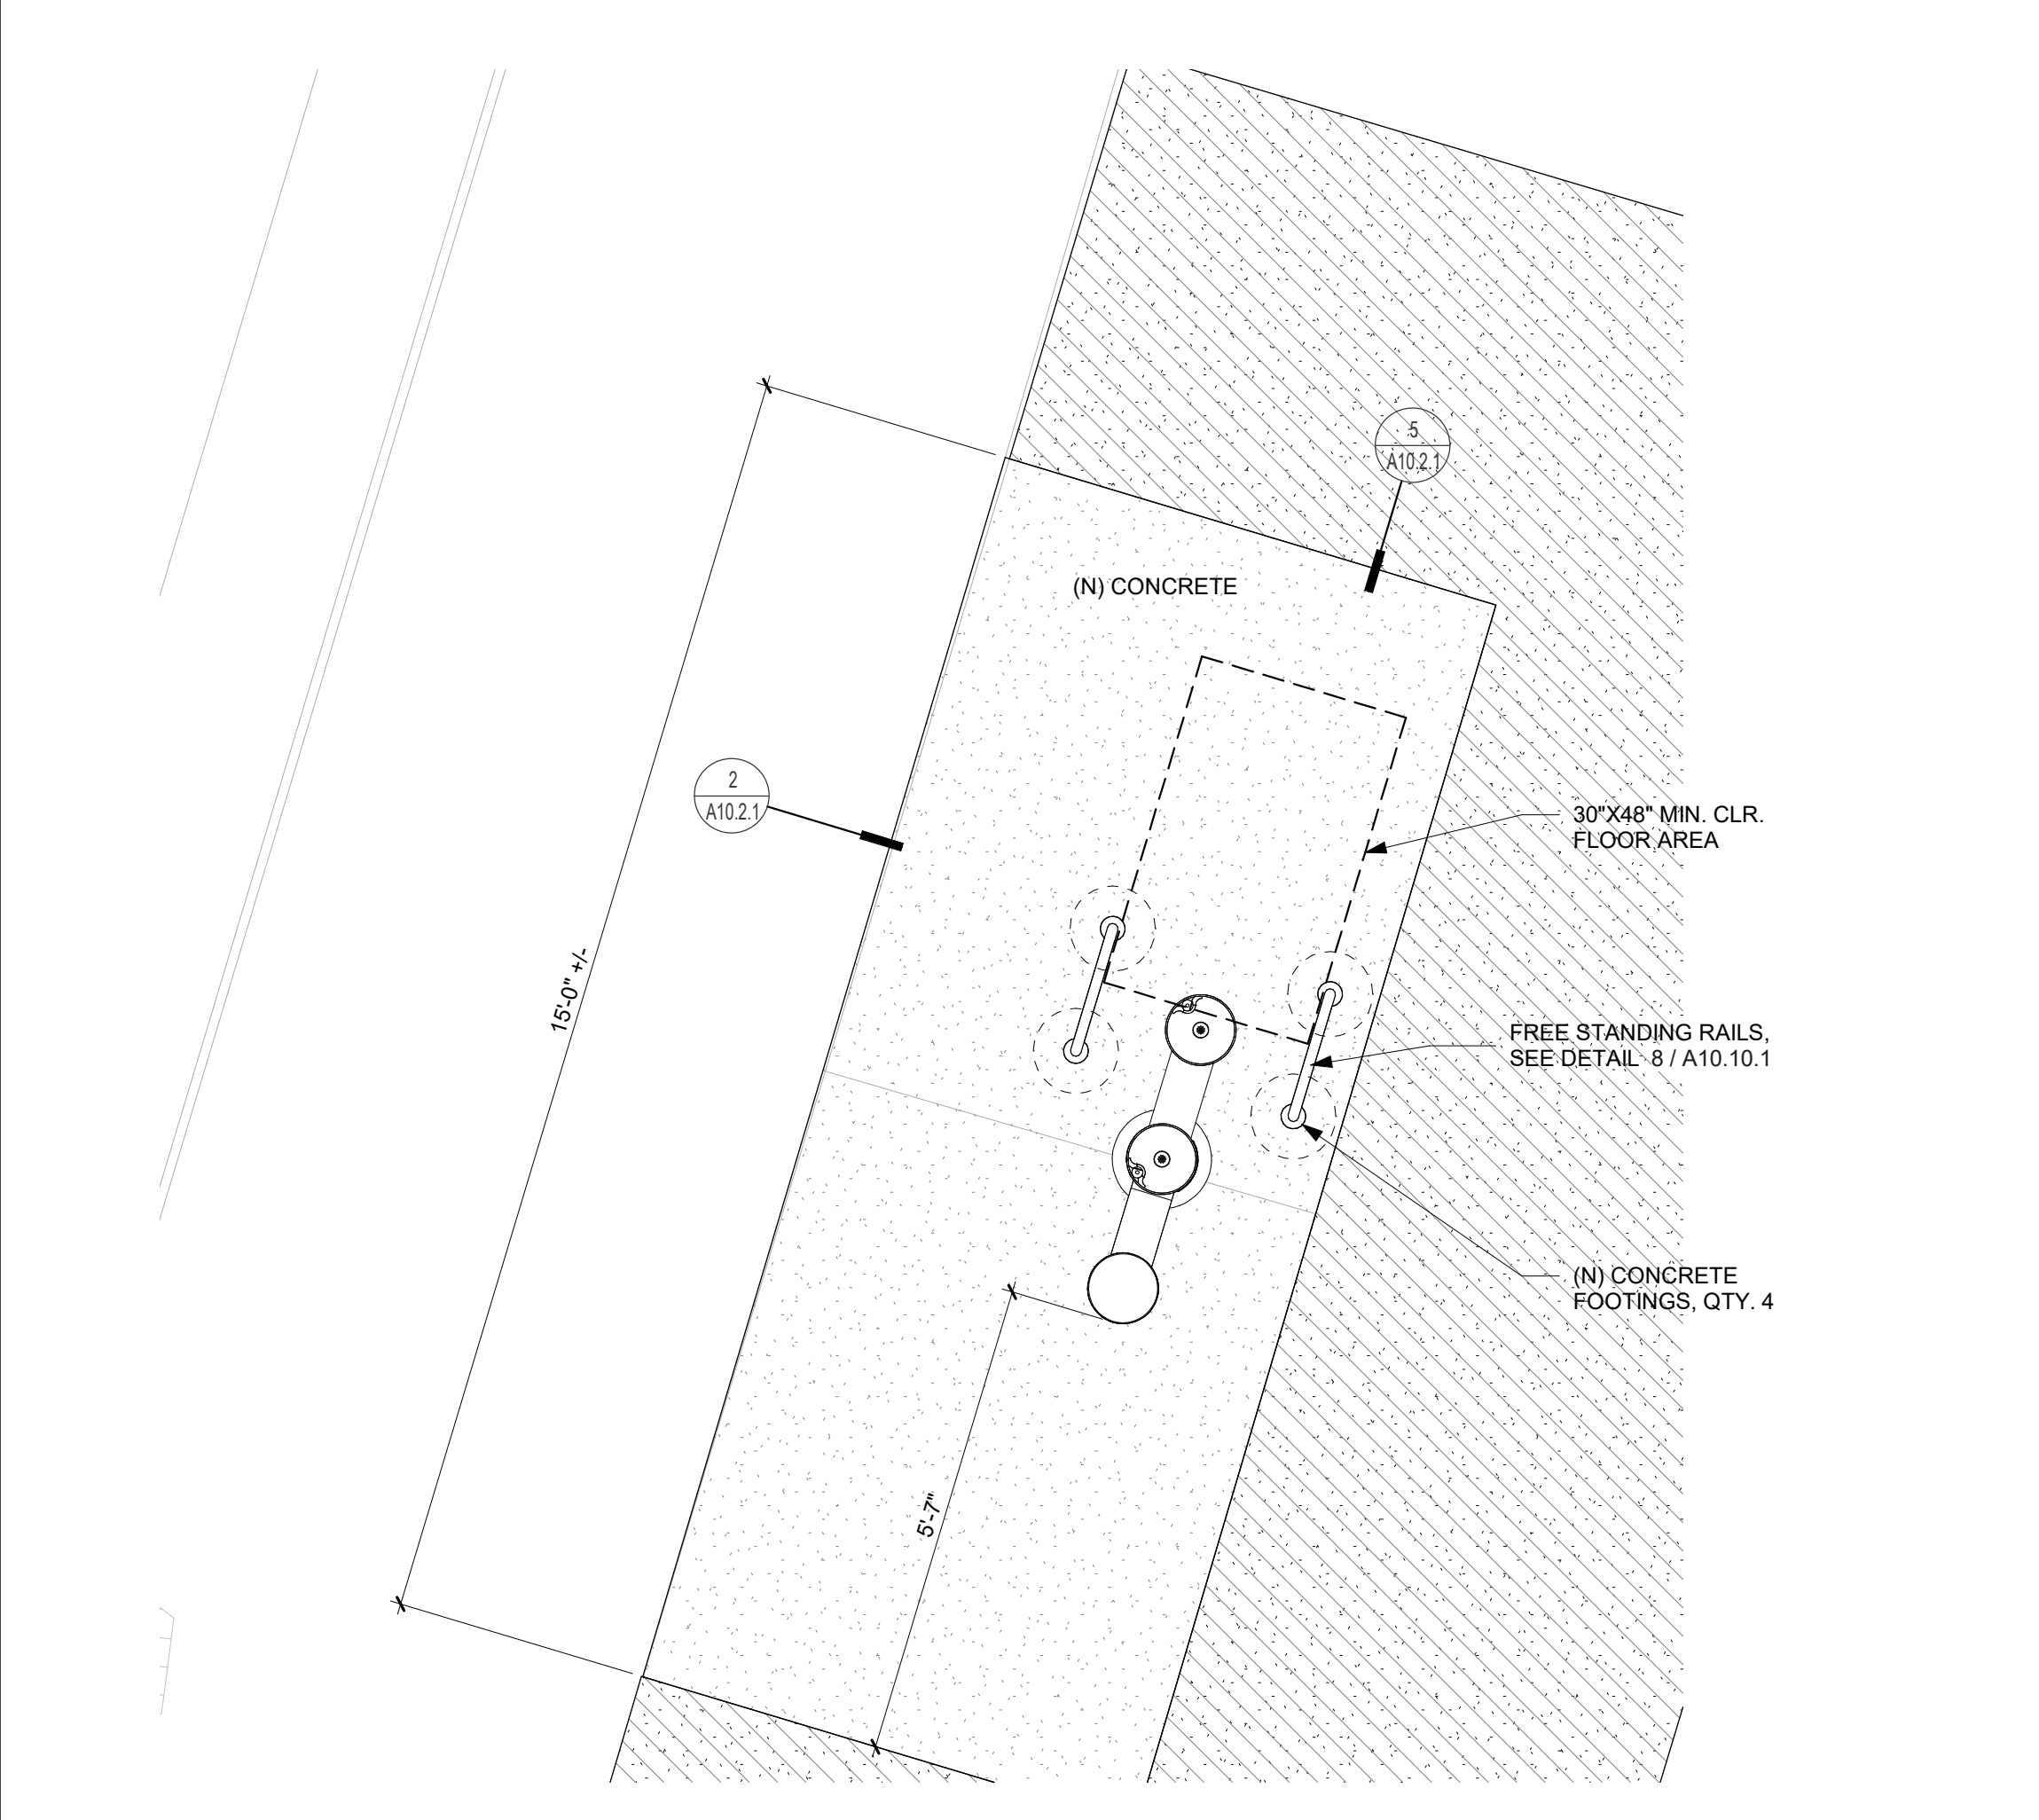 5
A10.2.1
(N) CONCRETE
2
A10.2.1
30"X48" MIN. CLR.
FLOOR AREA
15'-0" +/-
FREE STANDING RAILS,
SEE DETAIL 8 / A10.10.1
(N) CONCRETE
FOOTINGS, QTY. 4
5'-7"